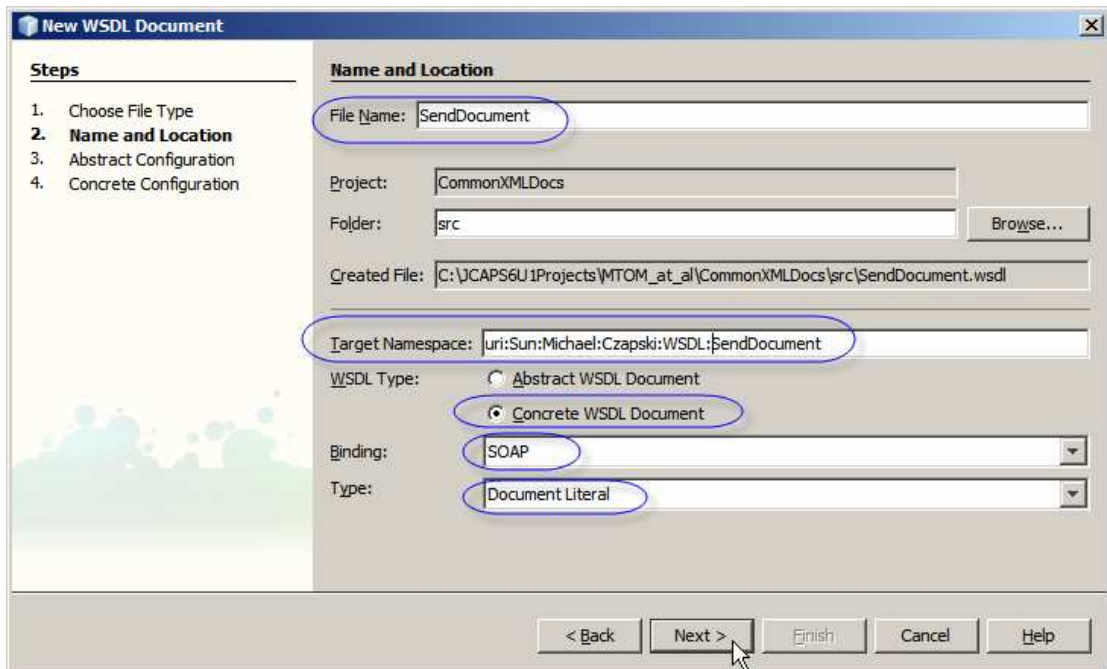 New WSDL Document
Steps
1. Choose File Type
2. Name and Location
3. Abstract Configuration
4. Concrete Configuration
Name and Location
File Name: SendDocument
Project: CommonXMLDocs
Folder: src Browse...
Created File: C:\JCAPS6U1Projects\MTOM_at_al\CommonXMLDocs\src\SendDocument.wsdl
Target Namespace: uri:Sun:Michael:Czapski:WSDL:SendDocument
WSDL Type: Abstract WSDL Document
Concrete WSDL Document
Binding: SOAP
Type: Document Literal
< Back Next > Finish Cancel Help